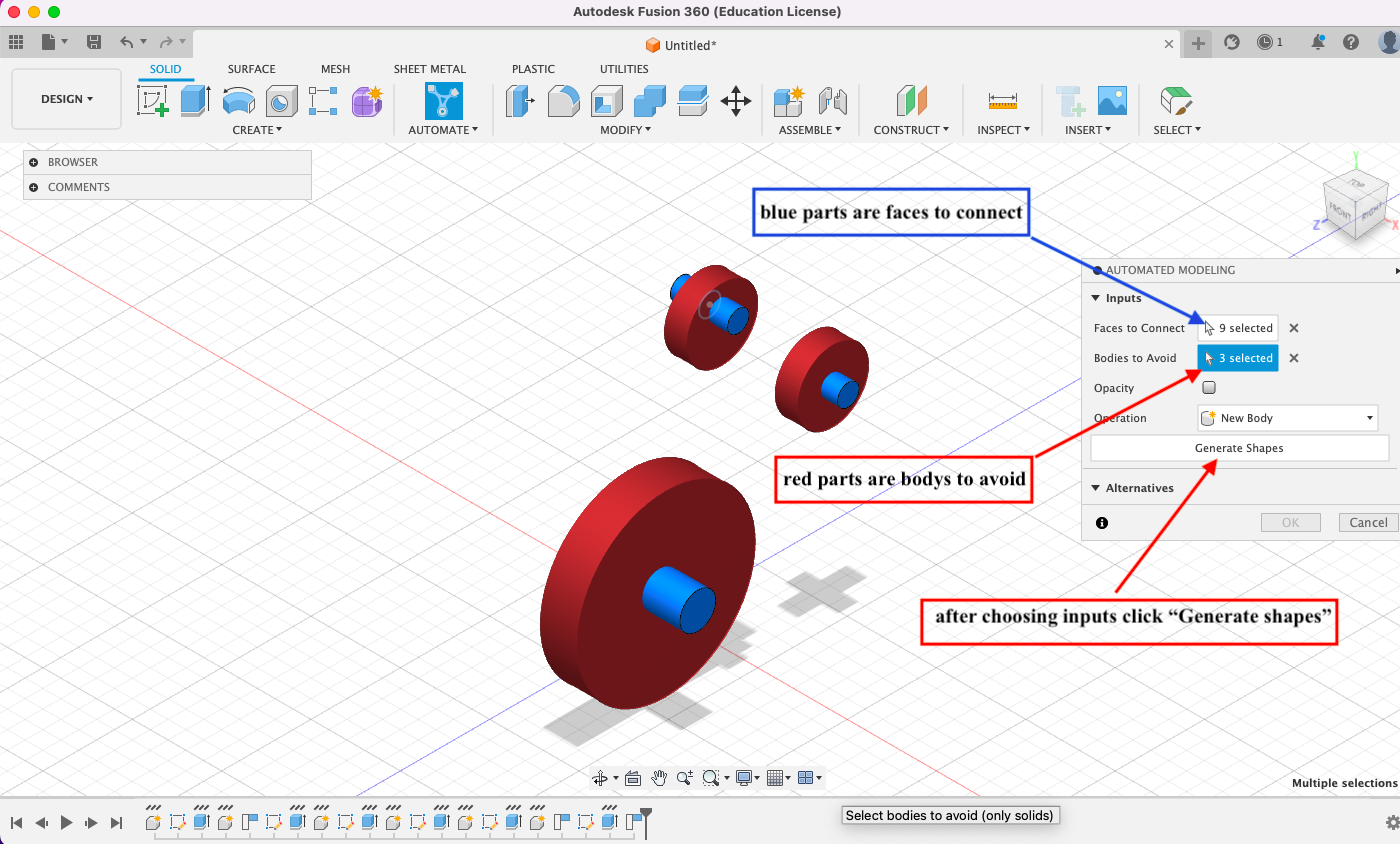 Autodesk Fusion 360 (Education License)
Untitled*
1
DESIGN
SOLID
SURFACE
MESH
SHEET METAL
PLASTIC
UTILITIES
CREATE
AUTOMATE
MODIFY
ASSEMBLE
CONSTRUCT
INSPECT
INSERT
SELECT
BROWSER
COMMENTS
Y
TOP
FRONT
RIGHT
Z
X
blue parts are faces to connect
AUTOMATED MODELING
Inputs
Faces to Connect
9 selected
Bodies to Avoid
3 selected
Opacity
Operation
New Body
Generate Shapes
Alternatives
OK
Cancel
red parts are bodys to avoid
after choosing inputs click “Generate shapes”
Multiple selections
Select bodies to avoid (only solids)